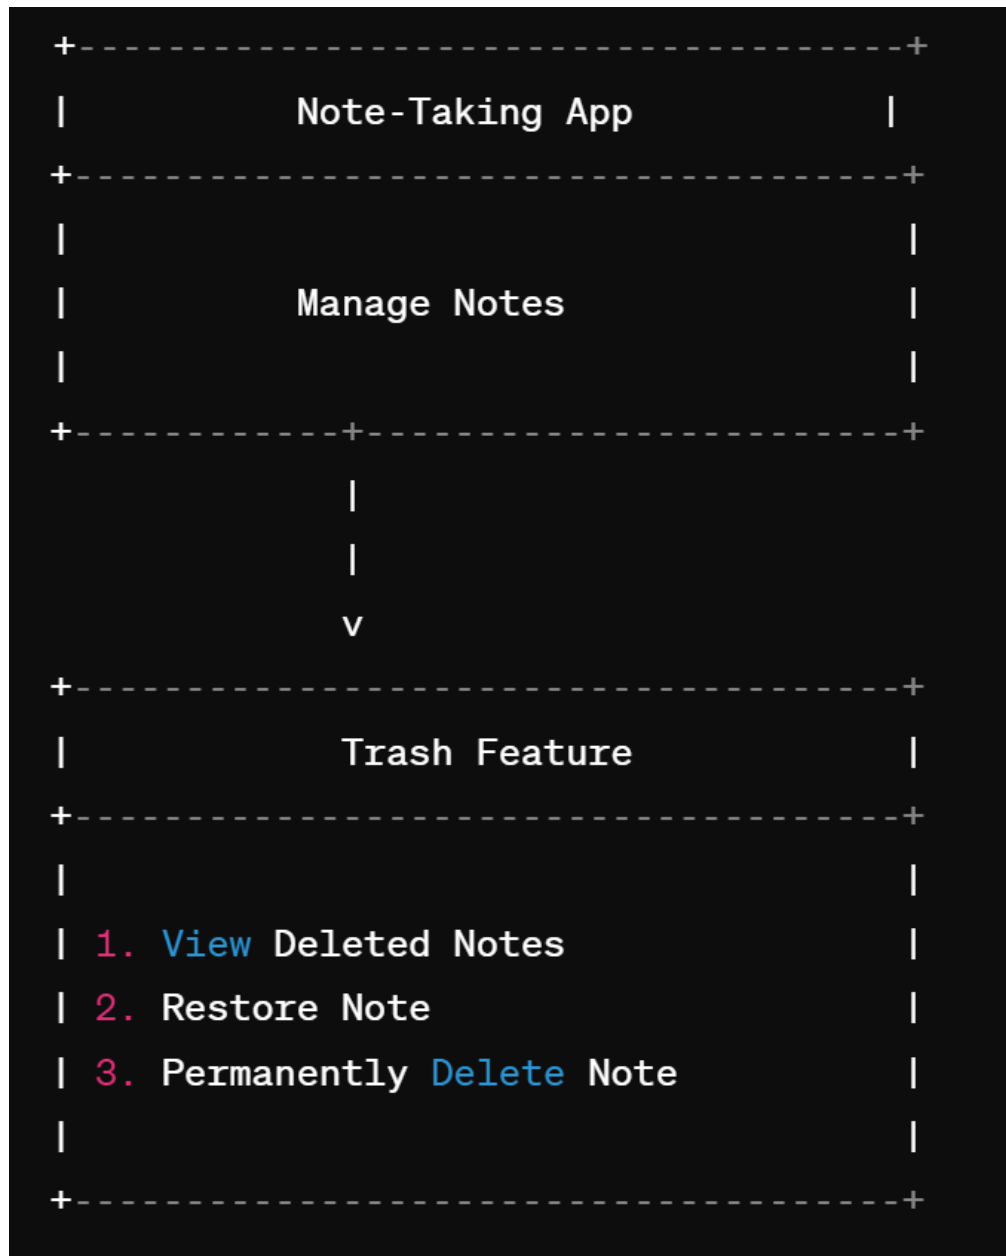 +-------------------------------------+
|          Note-Taking App           |
+-------------------------------------+
|                                     |
|          Manage Notes               |
|                                     |
+------------+------------------------+
             |
             |
             v
+-------------------------------------+
|            Trash Feature            |
+-------------------------------------+
|                                     |
| 1. View Deleted Notes               |
| 2. Restore Note                     |
| 3. Permanently Delete Note          |
|                                     |
+-------------------------------------+